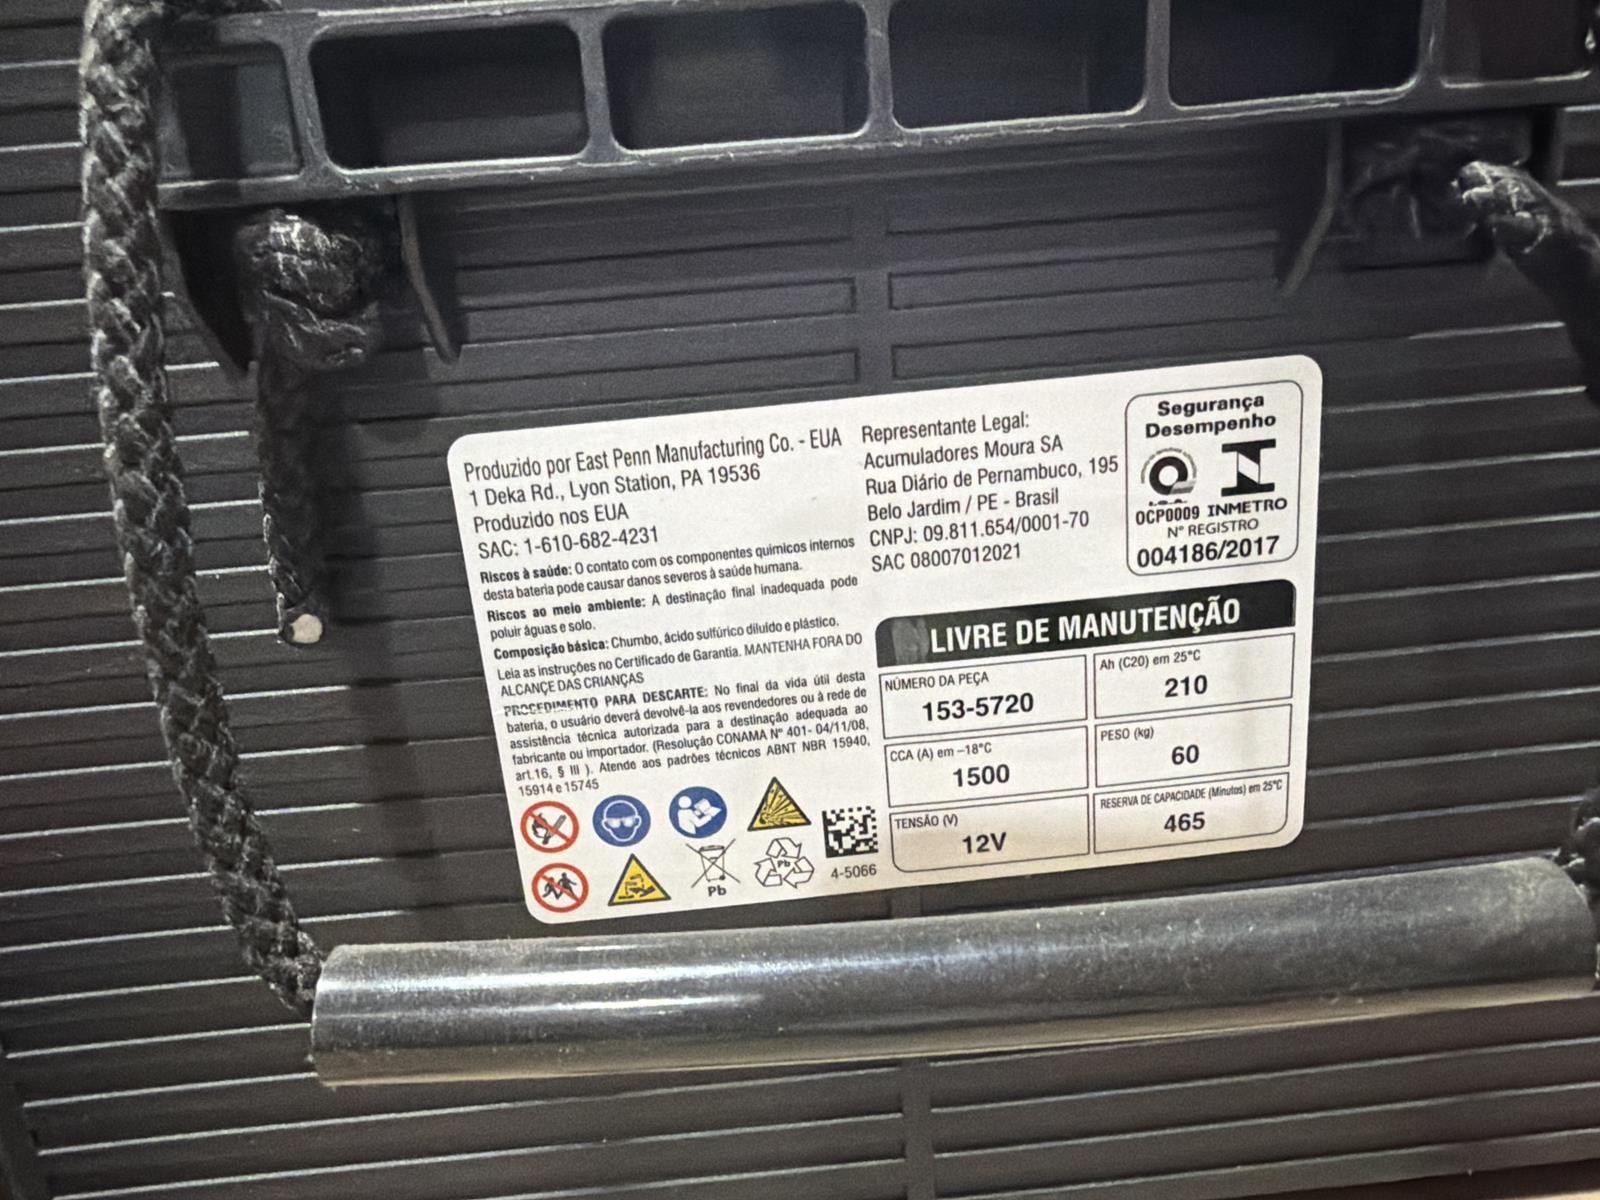 Produzido por East Penn Manufacturing Co. - EUA
1 Deka Rd., Lyon Station, PA 19536
Produzido nos EUA
SAC: 1-610-682-4231
Riscos à saúde: O contato com os componentes químicos internos
desta bateria pode causar danos severos à saúde humana.
Riscos ao meio ambiente: A destinação final inadequada pode
poluir águas e solo.
Composição básica: Chumbo, ácido sulfúrico diluído e plástico.
Leia as instruções no Certificado de Garantia. MANTENHA FORA DO
ALCANÇE DAS CRIANÇAS
PROCEDIMENTO PARA DESCARTE: No final da vida útil desta
bateria, o usuário deverá devolvê-la aos revendedores ou à rede de
assistência técnica autorizada para a destinação adequada ao
fabricante ou importador. (Resolução CONAMA Nº 401- 04/11/08,
art.16, § III ). Atende aos padrões técnicos ABNT NBR 15940,
15914 e 15745
Pb
Pb
4-5066
Representante Legal:
Acumuladores Moura SA
Rua Diário de Pernambuco, 195
Belo Jardim / PE - Brasil
CNPJ: 09.811.654/0001-70
SAC 08007012021
Segurança
Desempenho
OCP0009 INMETRO
Nº REGISTRO
004186/2017
LIVRE DE MANUTENÇÃO
NÚMERO DA PEÇA
153-5720
Ah (C20) em 25°C
210
CCA (A) em –18°C
1500
PESO (kg)
60
TENSÃO (V)
12V
RESERVA DE CAPACIDADE (Minutos) em 25°C
465